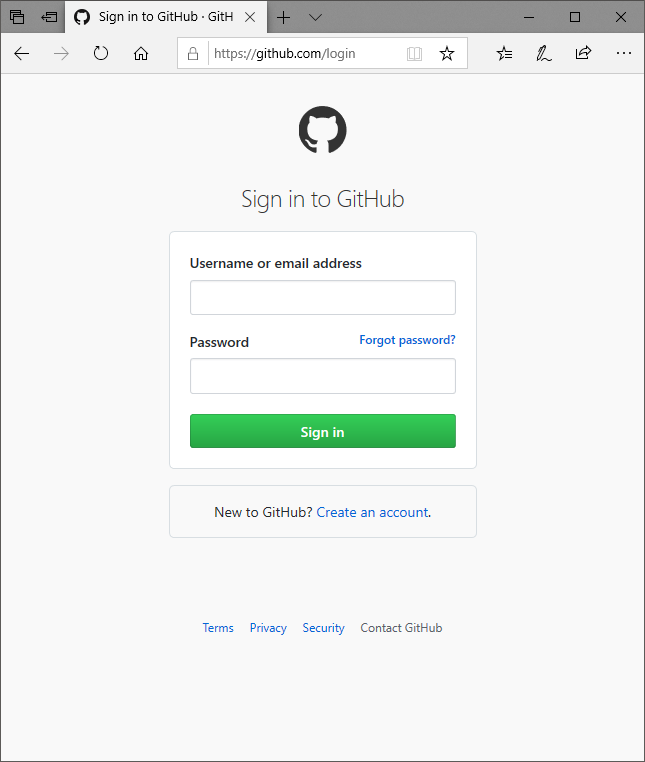 Sign in to GitHub · GitH
https://github.com/login
Sign in to GitHub
Username or email address
Password Forgot password?
Sign in
New to GitHub? Create an account.
Terms Privacy Security Contact GitHub